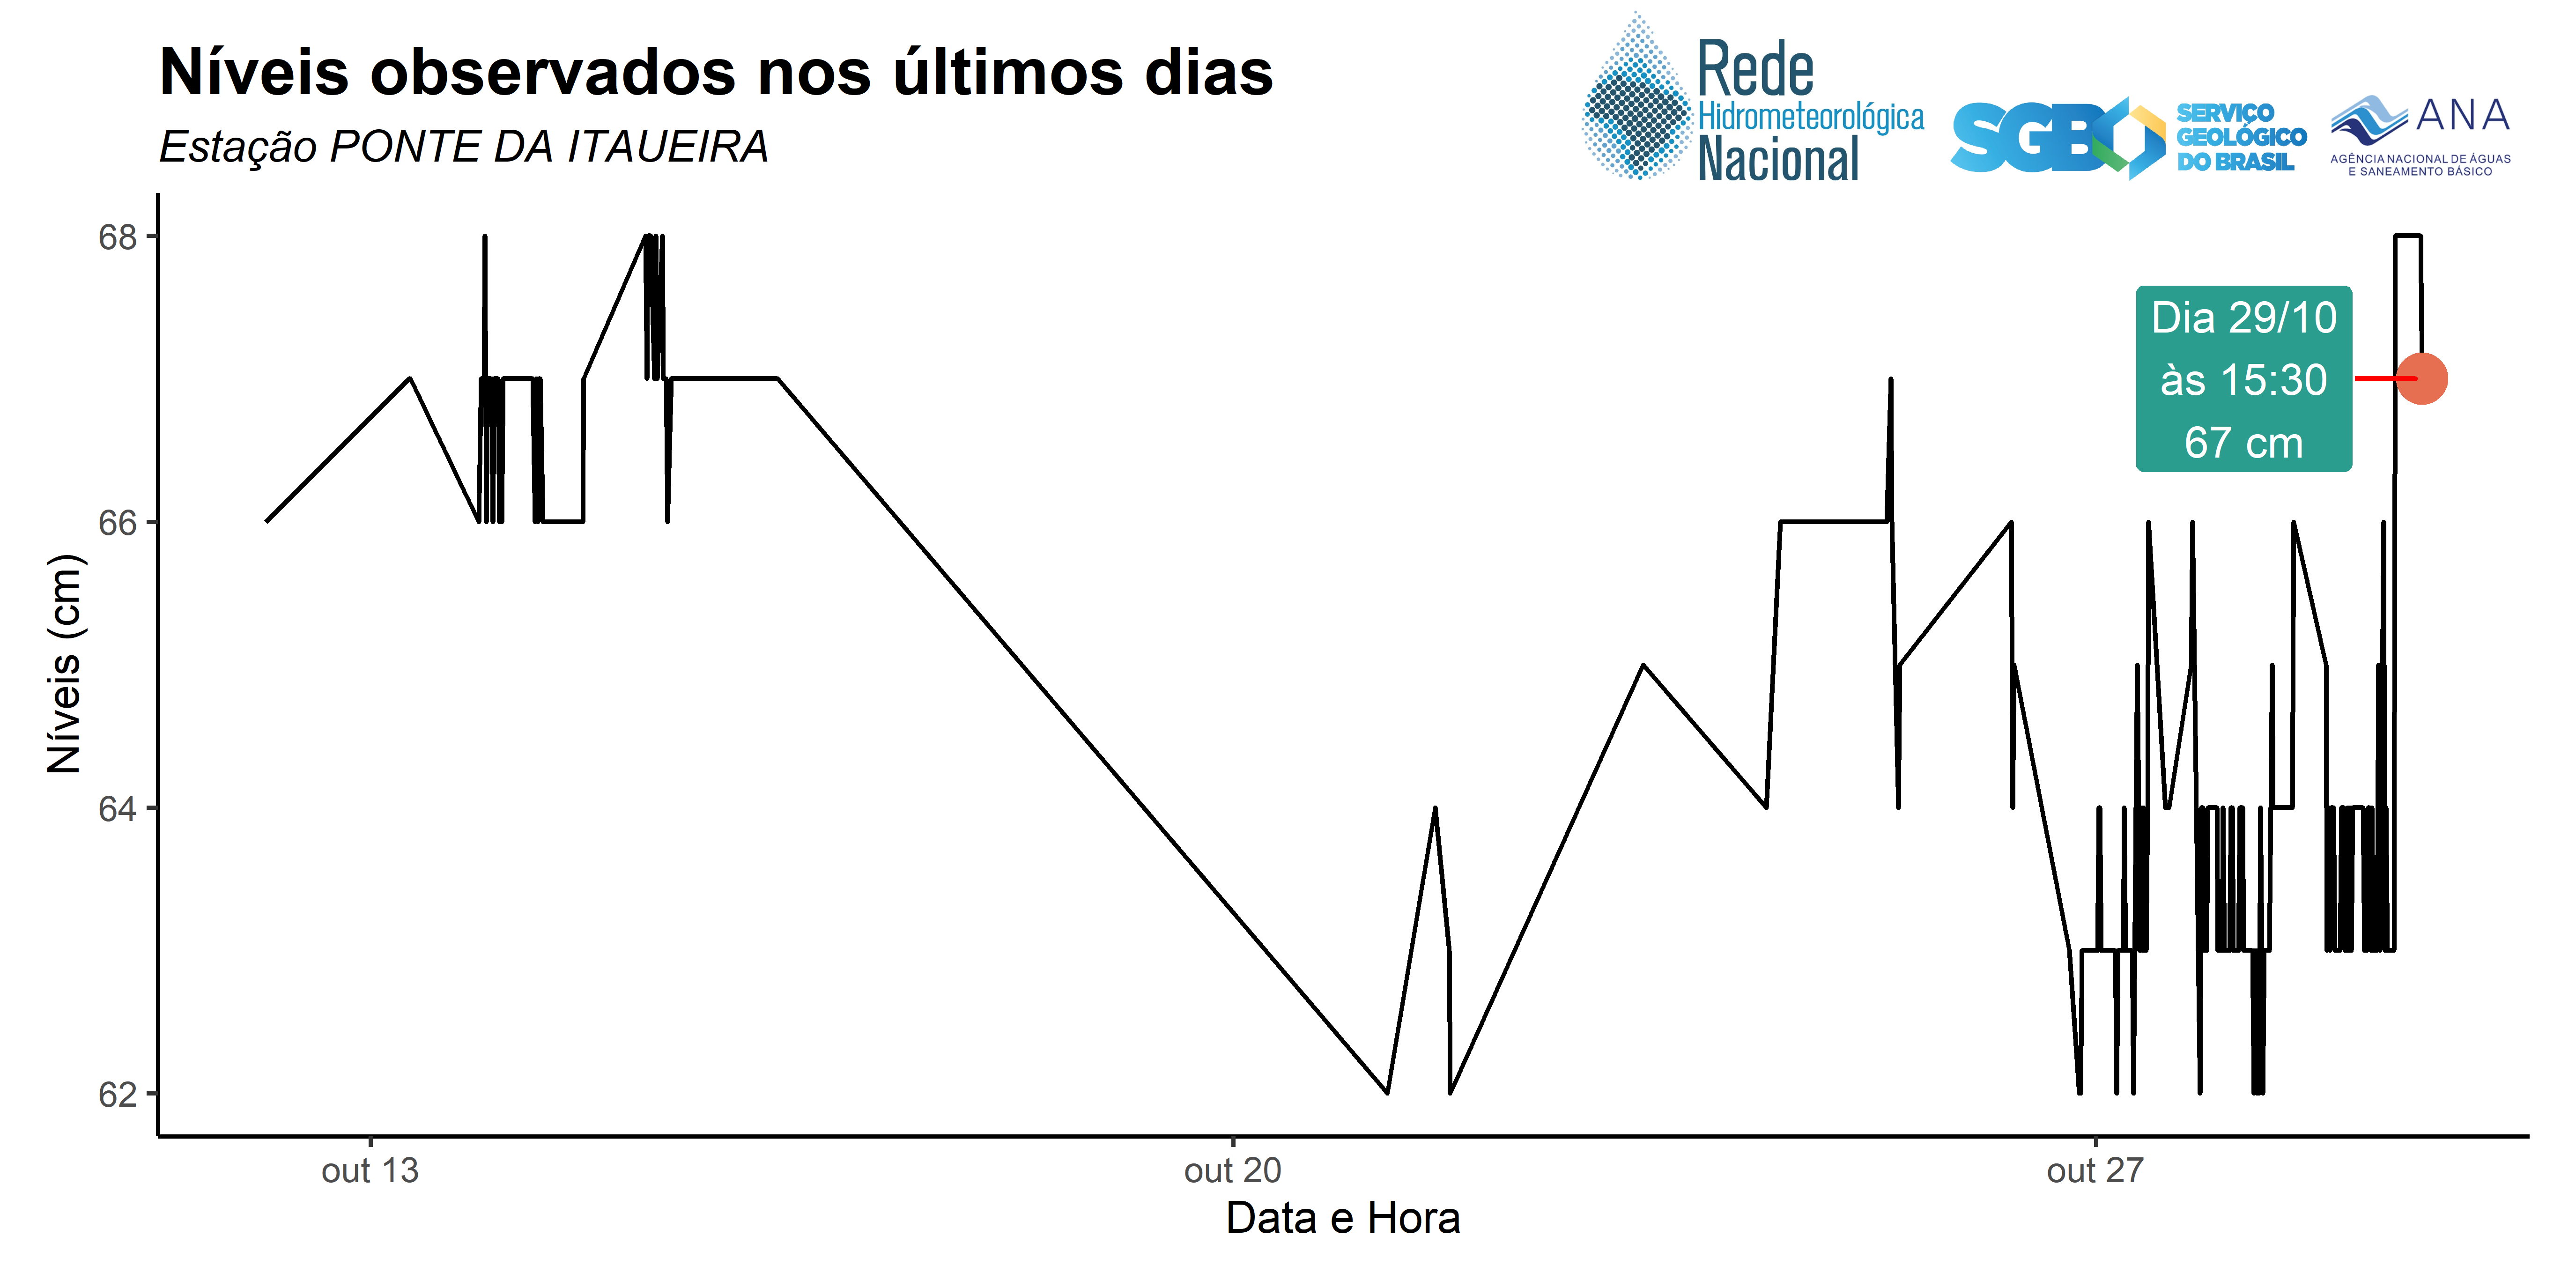 Níveis observados nos últimos dias
Estação PONTE DA ITAUEIRA
Rede
Hidrometeorológica
Nacional
SGB
SERVIÇO
GEOLÓGICO
DO BRASIL
ANA
AGÊNCIA NACIONAL DE ÁGUAS
E SANEAMENTO BÁSICO
68
66
64
62
Níveis (cm)
Dia 29/10
às 15:30
67 cm
out 13
out 20
out 27
Data e Hora